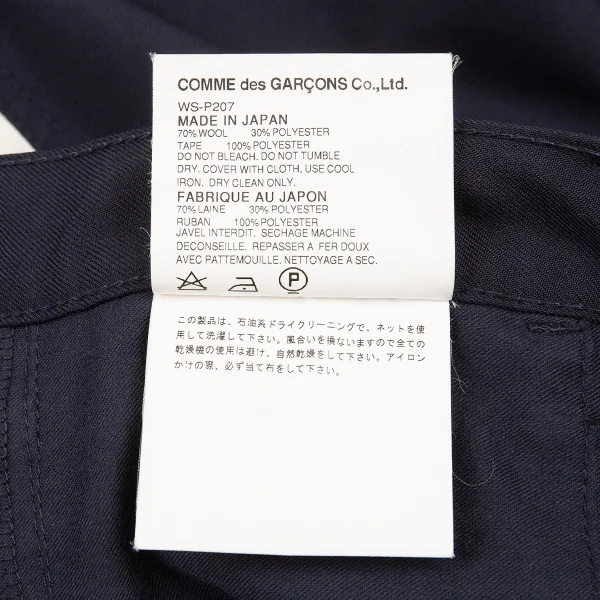 COMME des GARÇONS Co.,Ltd.
WS-P207
MADE IN JAPAN
70% WOOL 30% POLYESTER
TAPE 100% POLYESTER
DO NOT BLEACH. DO NOT TUMBLE
DRY. COVER WITH CLOTH, USE COOL
IRON. DRY CLEAN ONLY.
FABRIQUE AU JAPON
70% LAINE 30% POLYESTER
RUBAN 100% POLYESTER
JAVEL INTERDIT. SECHAGE MACHINE
DECONSEILLE. REPASSER A FER DOUX
AVEC PATTEMOUILLE. NETTOYAGE A SEC.
P
この製品は、石油系ドライクリーニングで、ネットを使
用して洗濯して下さい。風合いを損ないますので全ての
乾燥機の使用は避け、自然乾燥をして下さい。アイロン
かけの際、必ず当て布をして下さい。